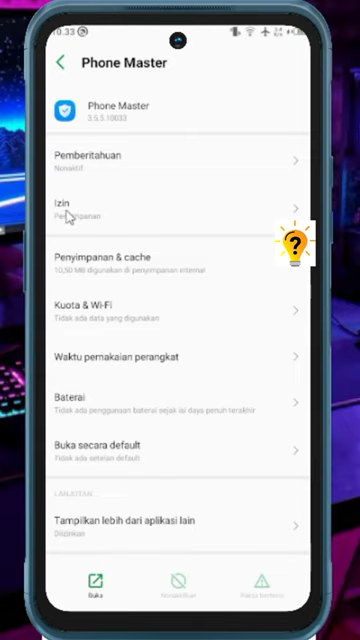 10.33
Phone Master
Phone Master
3.5.5.10033
Pemberitahuan
Nonaktif
Izin
Penyimpanan
?
Penyimpanan & cache
10,50 MB digunakan di penyimpanan internal
Kuota & Wi-Fi
Tidak ada data yang digunakan
Waktu pemakaian perangkat
Baterai
Tidak ada penggunaan baterai sejak isi daya penuh terakhir
Buka secara default
Tidak ada setelan default
LANJUTAN
Tampilkan lebih dari aplikasi lain
Diizinkan
Buka
Nonaktifkan
Paksa berhenti